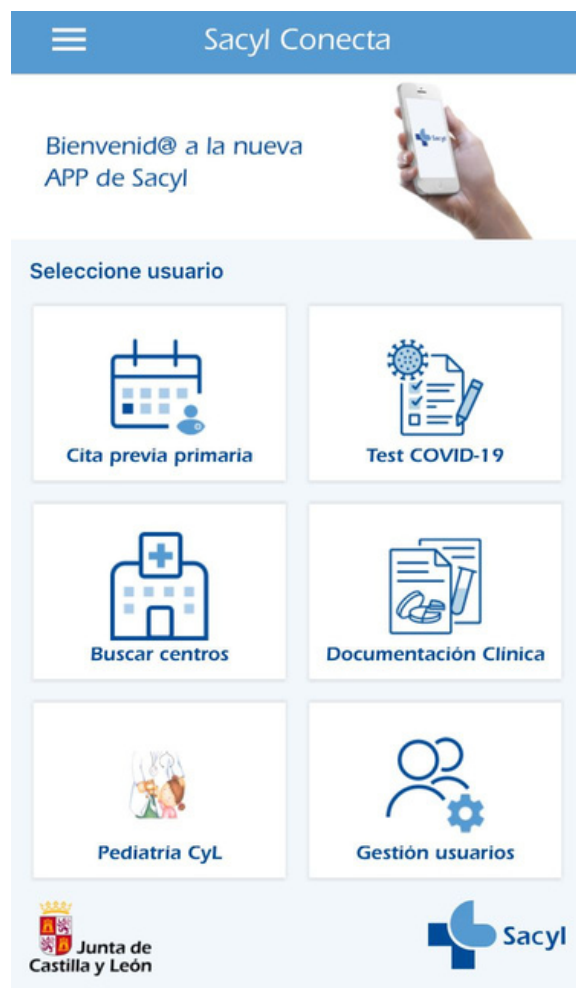 Sacyl Conecta
Bienvenid@ a la nueva
APP de Sacyl
Sacyl
Seleccione usuario
Cita previa primaria
Test COVID-19
Buscar centros
Documentación Clínica
Pediatría CyL
Gestión usuarios
Junta de
Castilla y León
Sacyl